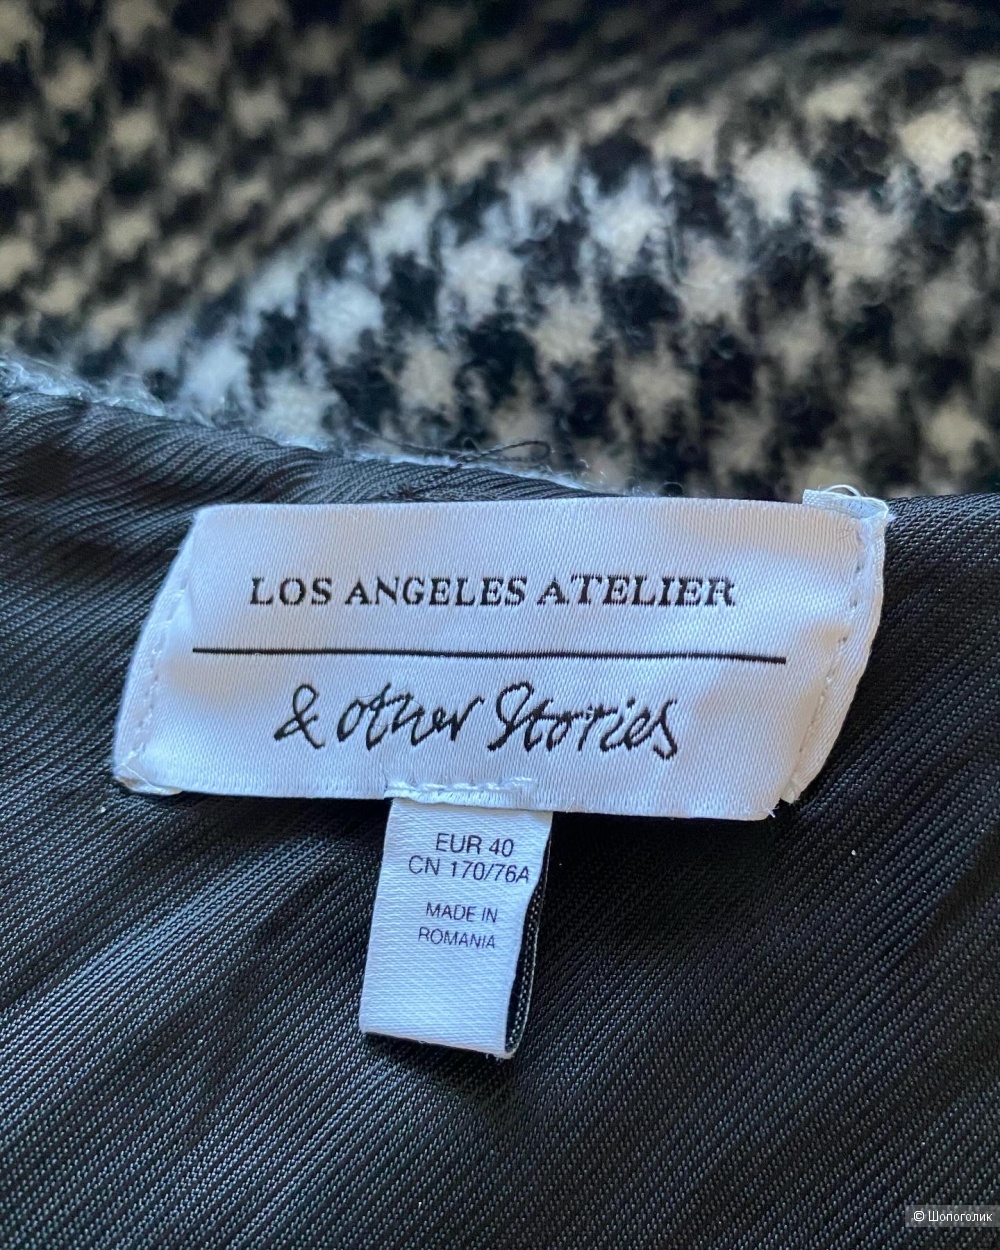 LOS ANGELES ATELIER
& other Stories
EUR 40
CN 170/76A
MADE IN
ROMANIA
© Шопоголик